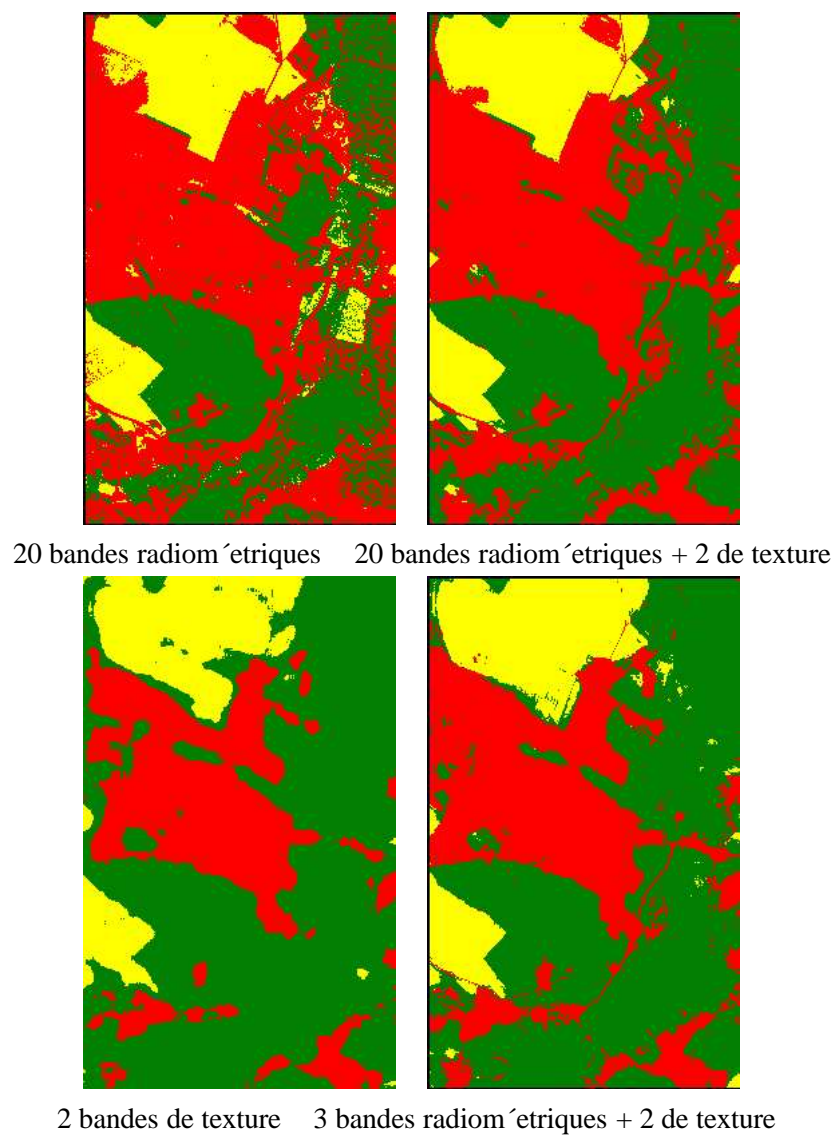 20 bandes radiom´etriques 20 bandes radiom´etriques + 2 de texture
2 bandes de texture 3 bandes radiom´etriques + 2 de texture